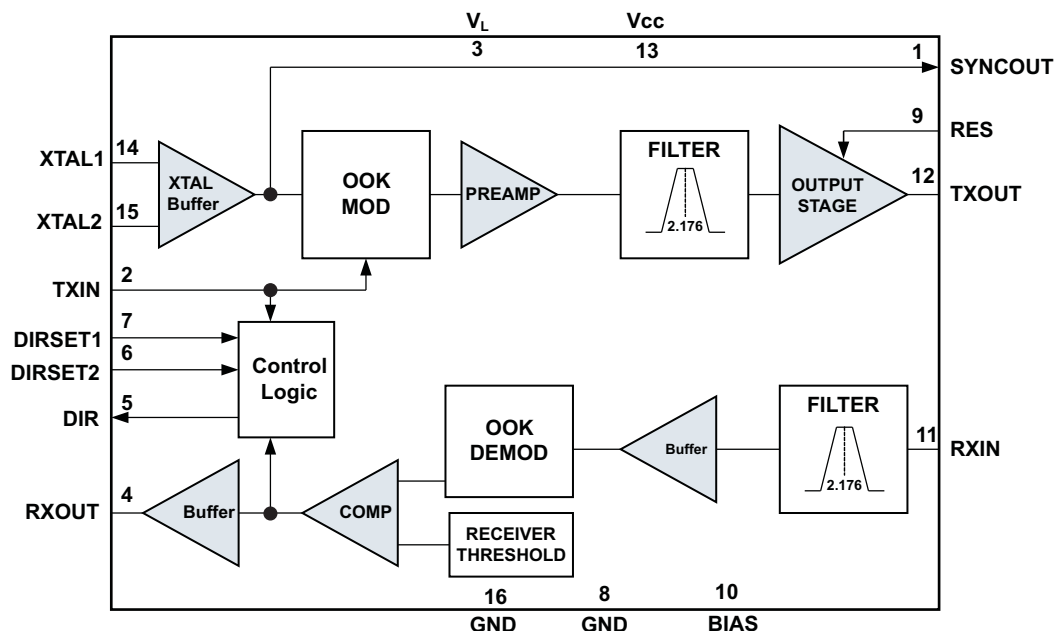 VL Vcc
3 13 1
SYNCOUT
9
RES
14
XTAL1
XTAL
Buffer
OOK
MOD
PREAMP
FILTER
2.176
OUTPUT
STAGE
12
TXOUT
15
XTAL2
2
TXIN
7
DIRSET1
6
DIRSET2
5
DIR
Control
Logic
OOK
DEMOD
Buffer
FILTER
2.176
11
RXIN
4
RXOUT
Buffer
COMP
RECEIVER
THRESHOLD
16 8 10
GND GND BIAS